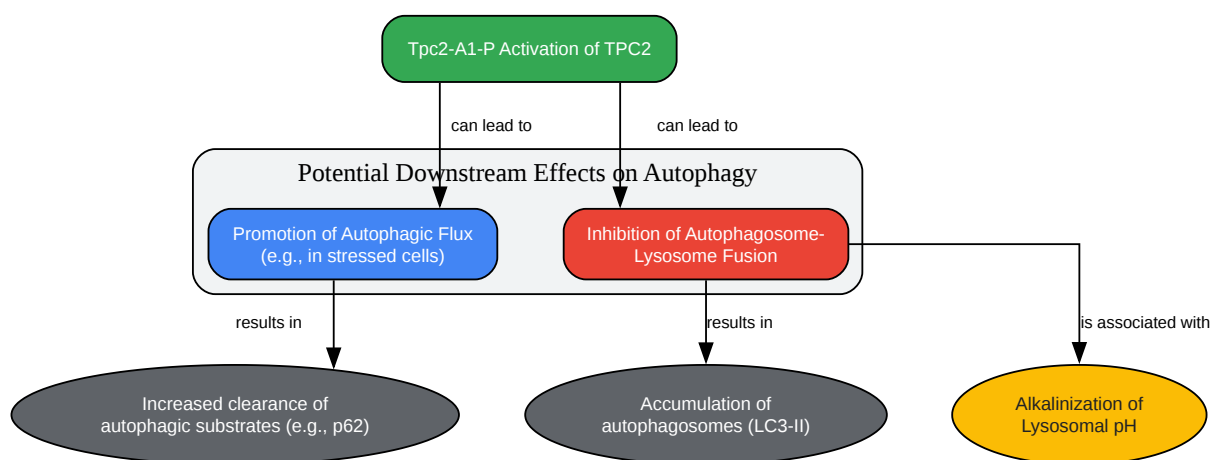 Tpc2-A1-P Activation of TPC2
can lead to
can lead to
Potential Downstream Effects on Autophagy
Promotion of Autophagic Flux
(e.g., in stressed cells)
Inhibition of Autophagosome-
Lysosome Fusion
results in
results in
is associated with
Increased clearance of
autophagic substrates (e.g., p62)
Accumulation of
autophagosomes (LC3-II)
Alkalinization of
Lysosomal pH